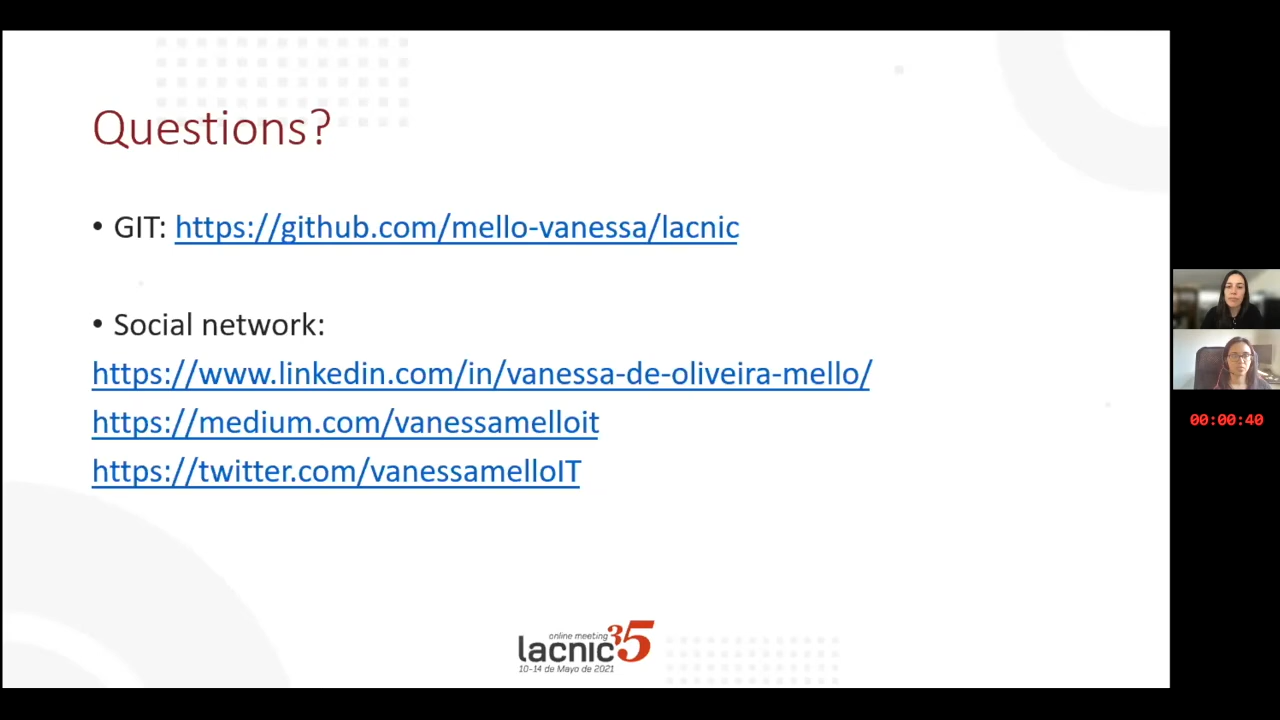 Questions?
• GIT: https://github.com/mello-vanessa/lacnic
• Social network:
https://www.linkedin.com/in/vanessa-de-oliveira-mello/
https://medium.com/vanessamelloit
https://twitter.com/vanessamelloIT
00:00:40
online meeting
lacnic35
10-14 de Mayo de 2021